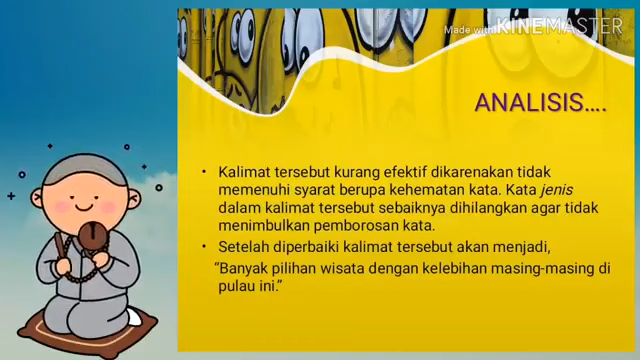 Made with KINEMASTER
ANALISIS....
• Kalimat tersebut kurang efektif dikarenakan tidak
memenuhi syarat berupa kehematan kata. Kata jenis
dalam kalimat tersebut sebaiknya dihilangkan agar tidak
menimbulkan pemborosan kata.
• Setelah diperbaiki kalimat tersebut akan menjadi,
“Banyak pilihan wisata dengan kelebihan masing-masing di
pulau ini.”